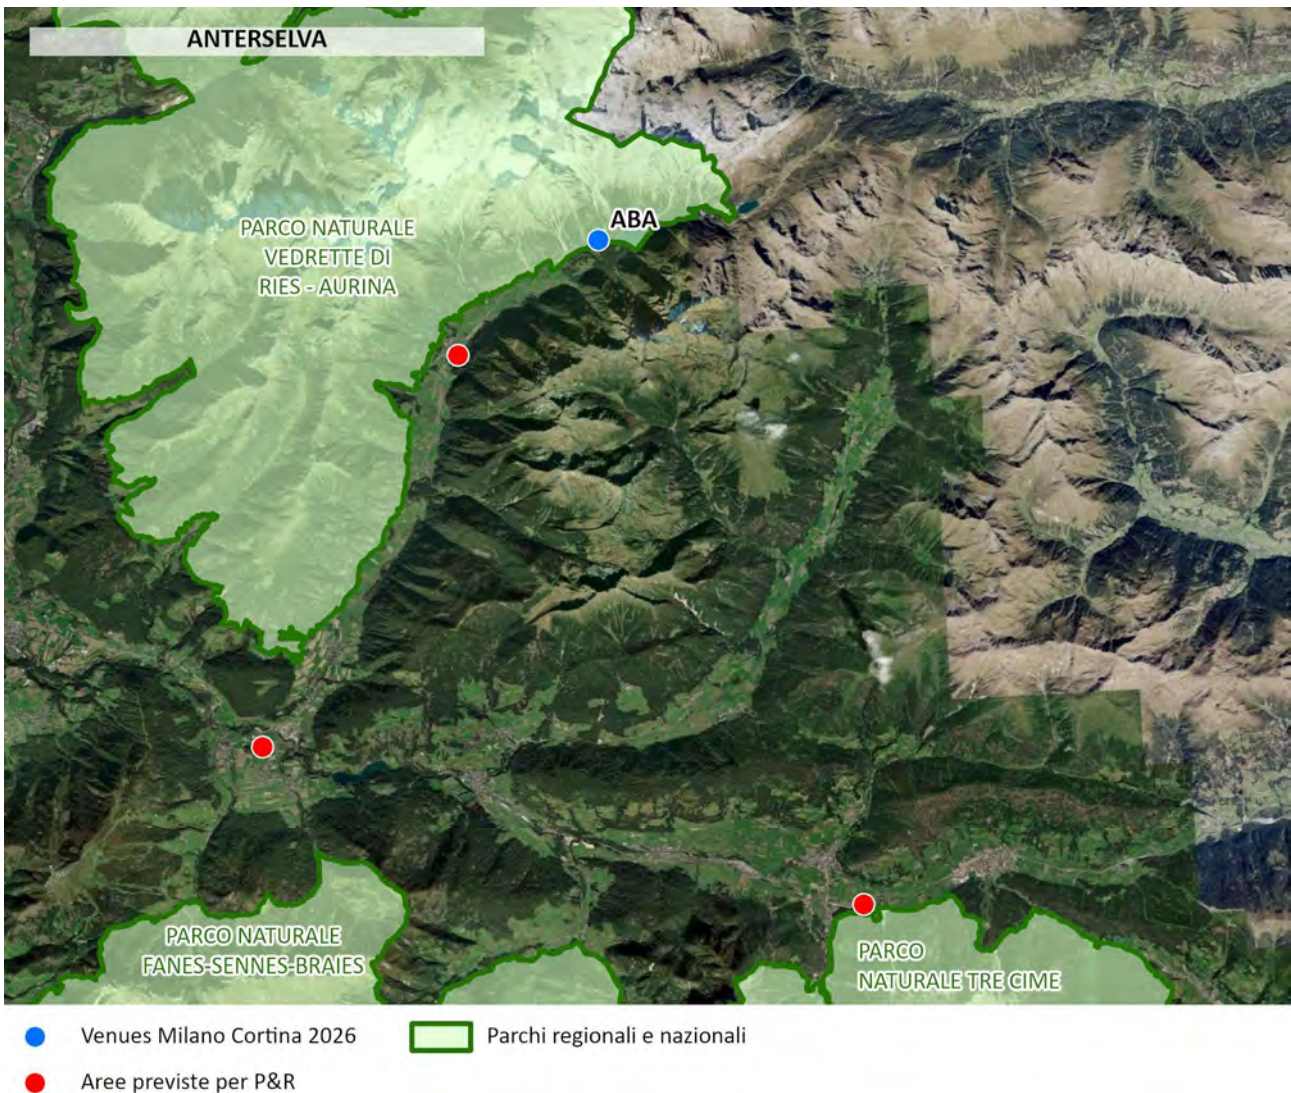 ANTERSELVA
ABA
PARCO NATURALE
VEDRETTE DI
RIES - AURINA
PARCO NATURALE
FANES-SENNES-BRAIES
PARCO
NATURALE TRE CIME
Venues Milano Cortina 2026
Parchi regionali e nazionali
Aree previste per P&R